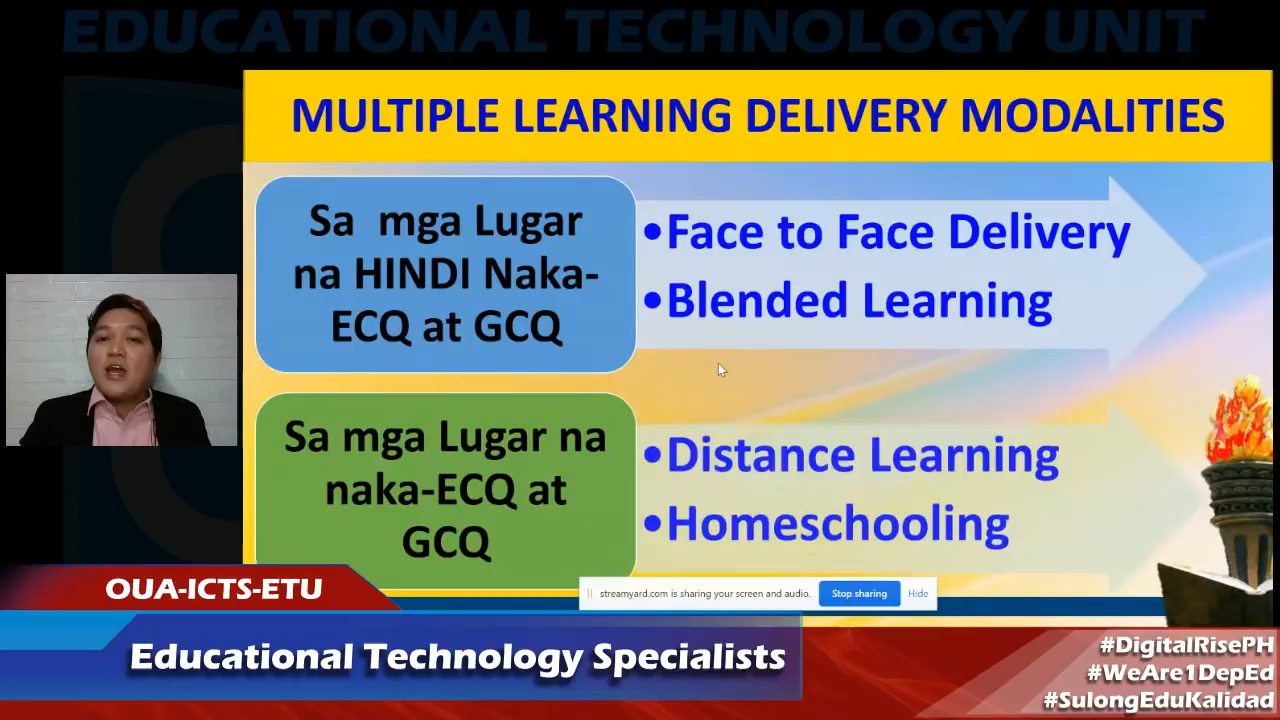 EDUCATIONAL TECHNOLOGY UNIT
MULTIPLE LEARNING DELIVERY MODALITIES
Sa mga Lugar
na HINDI Naka-
ECQ at GCQ
•Face to Face Delivery
•Blended Learning
Sa mga Lugar na
naka-ECQ at
GCQ
•Distance Learning
•Homeschooling
streamyard.com is sharing your screen and audio.
Stop sharing
Hide
OUA-ICTS-ETU
Educational Technology Specialists
#DigitalRisePH
#WeAre1DepEd
#SulongEduKalidad